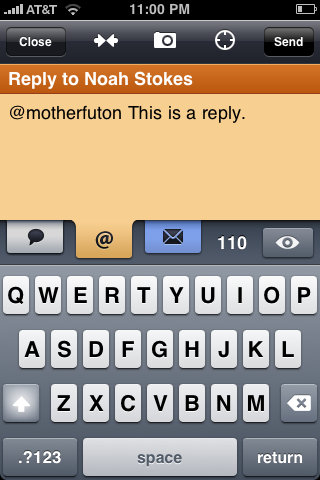 AT&T 11:00 PM
Close Send
Reply to Noah Stokes
@motherfuton This is a reply.
@ 110
Q W E R T Y U I O P
A S D F G H J K L
Z X C V B N M
.?123 space return